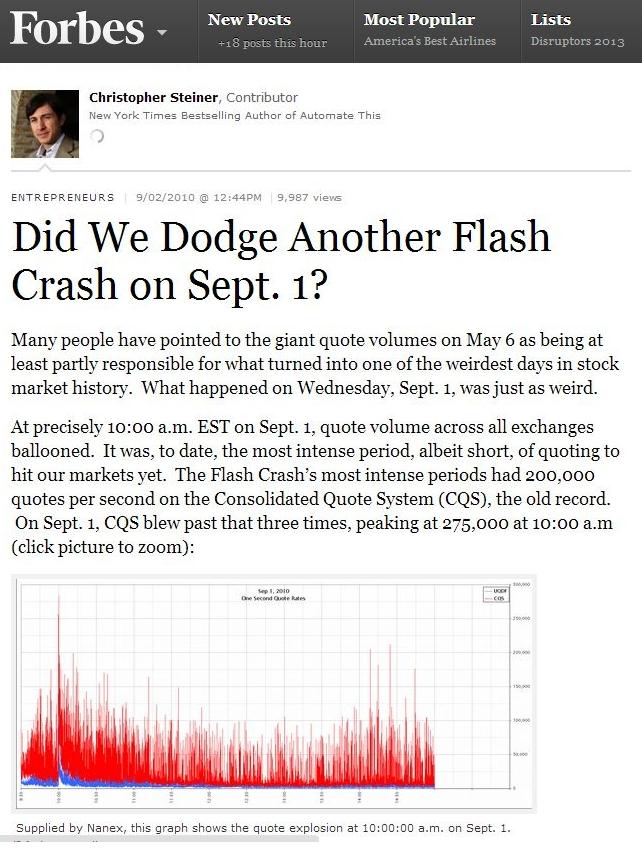 Forbes
New Posts
+18 posts this hour
Most Popular
America's Best Airlines
Lists
Disruptors 2013
Christopher Steiner, Contributor
New York Times Bestselling Author of Automate This
ENTREPRENEURS | 9/02/2010 @ 12:44PM | 9,987 views
Did We Dodge Another Flash
Crash on Sept. 1?
Many people have pointed to the giant quote volumes on May 6 as being at
least partly responsible for what turned into one of the weirdest days in stock
market history.  What happened on Wednesday, Sept. 1, was just as weird.
At precisely 10:00 a.m. EST on Sept. 1, quote volume across all exchanges
ballooned.  It was, to date, the most intense period, albeit short, of quoting to
hit our markets yet.  The Flash Crash's most intense periods had 200,000
quotes per second on the Consolidated Quote System (CQS), the old record.
On Sept. 1, CQS blew past that three times, peaking at 275,000 at 10:00 a.m
(click picture to zoom):
Sep 1, 2010
One Second Quote Rates
UQDF
CQS
300,000
250,000
200,000
150,000
100,000
50,000
0
Supplied by Nanex, this graph shows the quote explosion at 10:00:00 a.m. on Sept. 1.